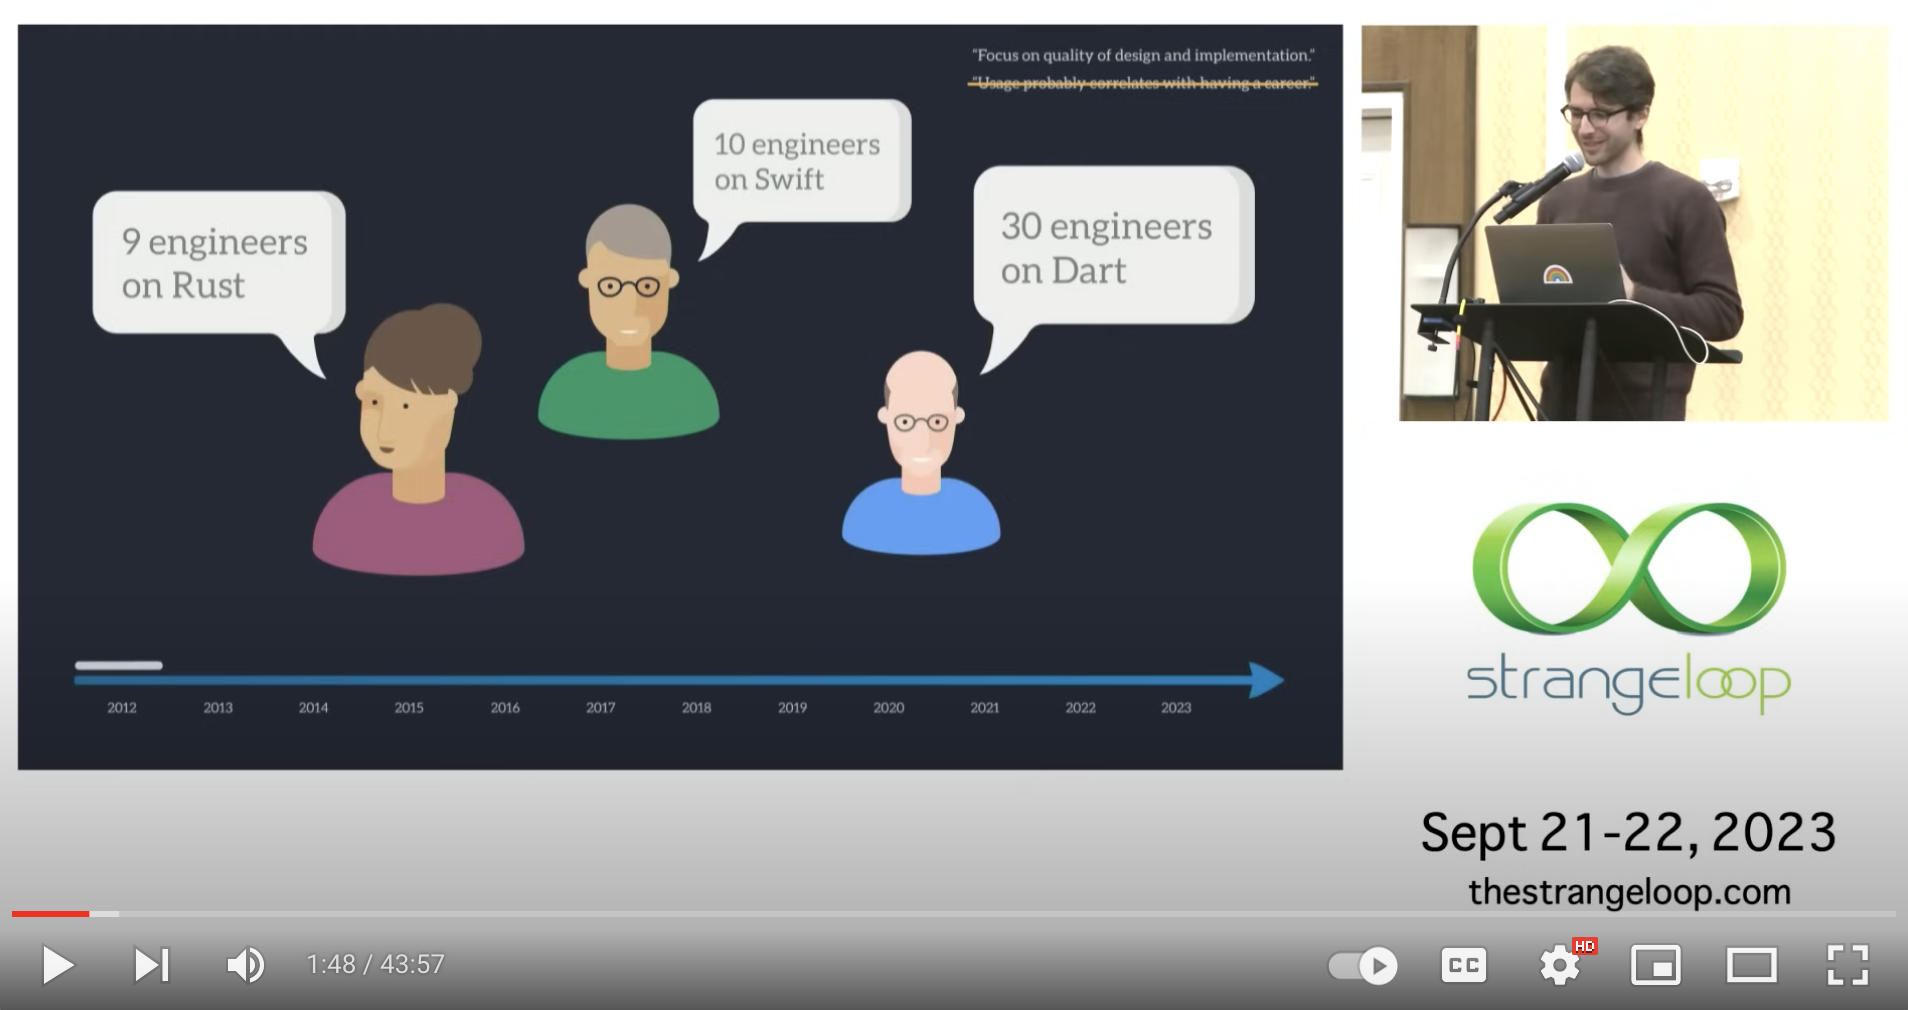 “Focus on quality of design and implementation.”
“Usage probably correlates with having a career.”
10 engineers
on Swift
30 engineers
on Dart
9 engineers
on Rust
2012 2013 2014 2015 2016 2017 2018 2019 2020 2021 2022 2023
strangeloop
Sept 21-22, 2023
thestrangeloop.com
1:48 / 43:57
CC
HD